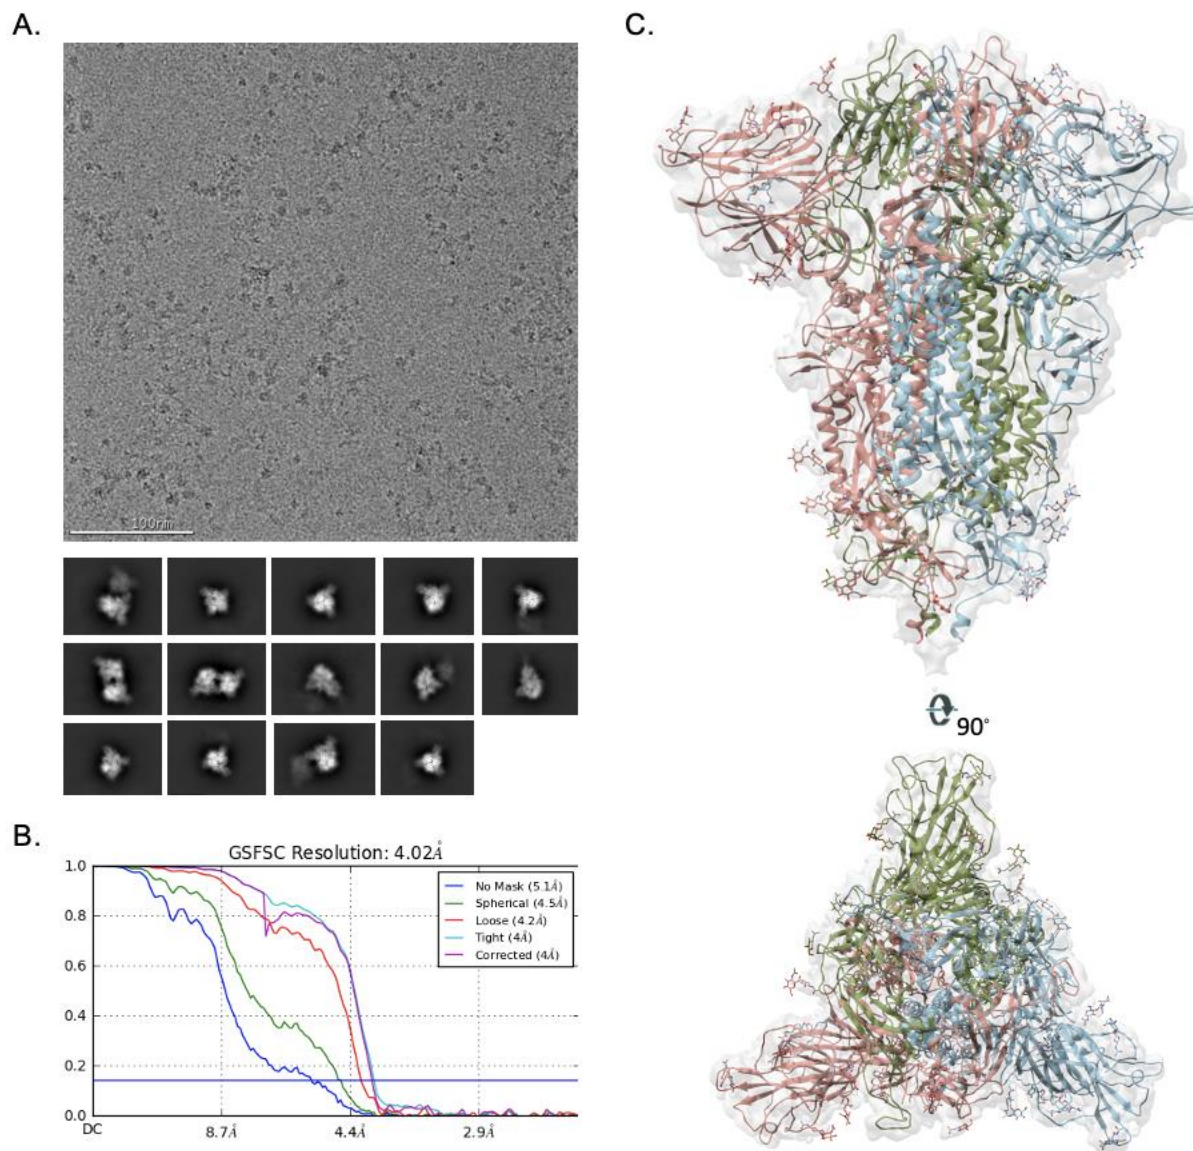 A.
100nm
B.
GSFSC Resolution: 4.02Å
1.0
0.8
0.6
0.4
0.2
0.0
DC
8.7Å
4.4Å
2.9Å
No Mask (5.1Å)
Spherical (4.5Å)
Loose (4.2Å)
Tight (4Å)
Corrected (4Å)
C.
90°